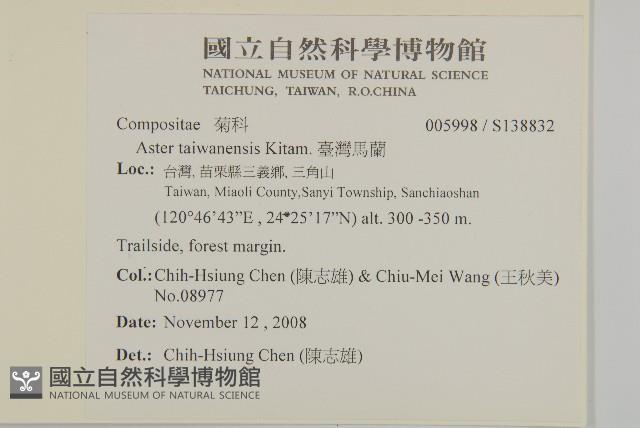 國立自然科學博物館
NATIONAL MUSEUM OF NATURAL SCIENCE
TAICHUNG, TAIWAN, R.O.CHINA
Compositae 菊科 005998 / S138832
Aster taiwanensis Kitam. 臺灣馬蘭
Loc.: 台灣, 苗栗縣三義鄉, 三角山
Taiwan, Miaoli County,Sanyi Township, Sanchiaoshan
(120°46'43"E , 24°25'17"N) alt. 300 -350 m.
Trailside, forest margin.
Col.: Chih-Hsiung Chen (陳志雄) & Chiu-Mei Wang (王秋美)
No.08977
Date: November 12 , 2008
Det.: Chih-Hsiung Chen (陳志雄)
國立自然科學博物館
NATIONAL MUSEUM OF NATURAL SCIENCE